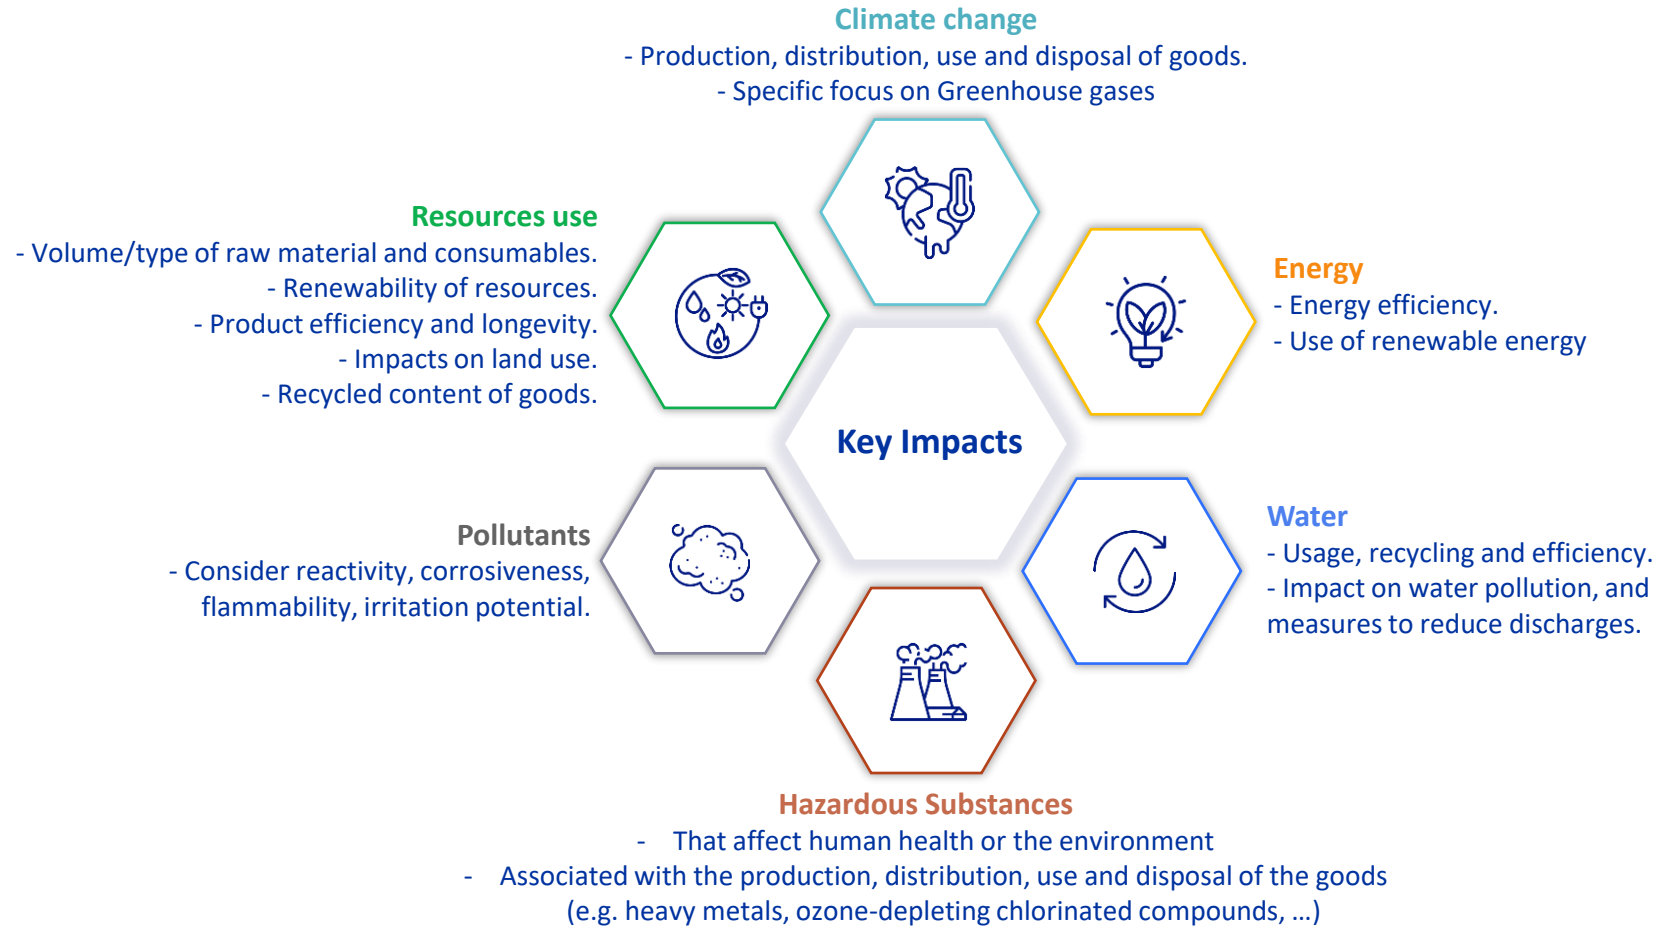 Climate change
- Production, distribution, use and disposal of goods.
- Specific focus on Greenhouse gases
Resources use
- Volume/type of raw material and consumables.
- Renewability of resources.
- Product efficiency and longevity.
- Impacts on land use.
- Recycled content of goods.
Energy
- Energy efficiency.
- Use of renewable energy
Key Impacts
Pollutants
- Consider reactivity, corrosiveness,
flammability, irritation potential.
Water
- Usage, recycling and efficiency.
- Impact on water pollution, and
measures to reduce discharges.
Hazardous Substances
- That affect human health or the environment
- Associated with the production, distribution, use and disposal of the goods
(e.g. heavy metals, ozone-depleting chlorinated compounds, …)